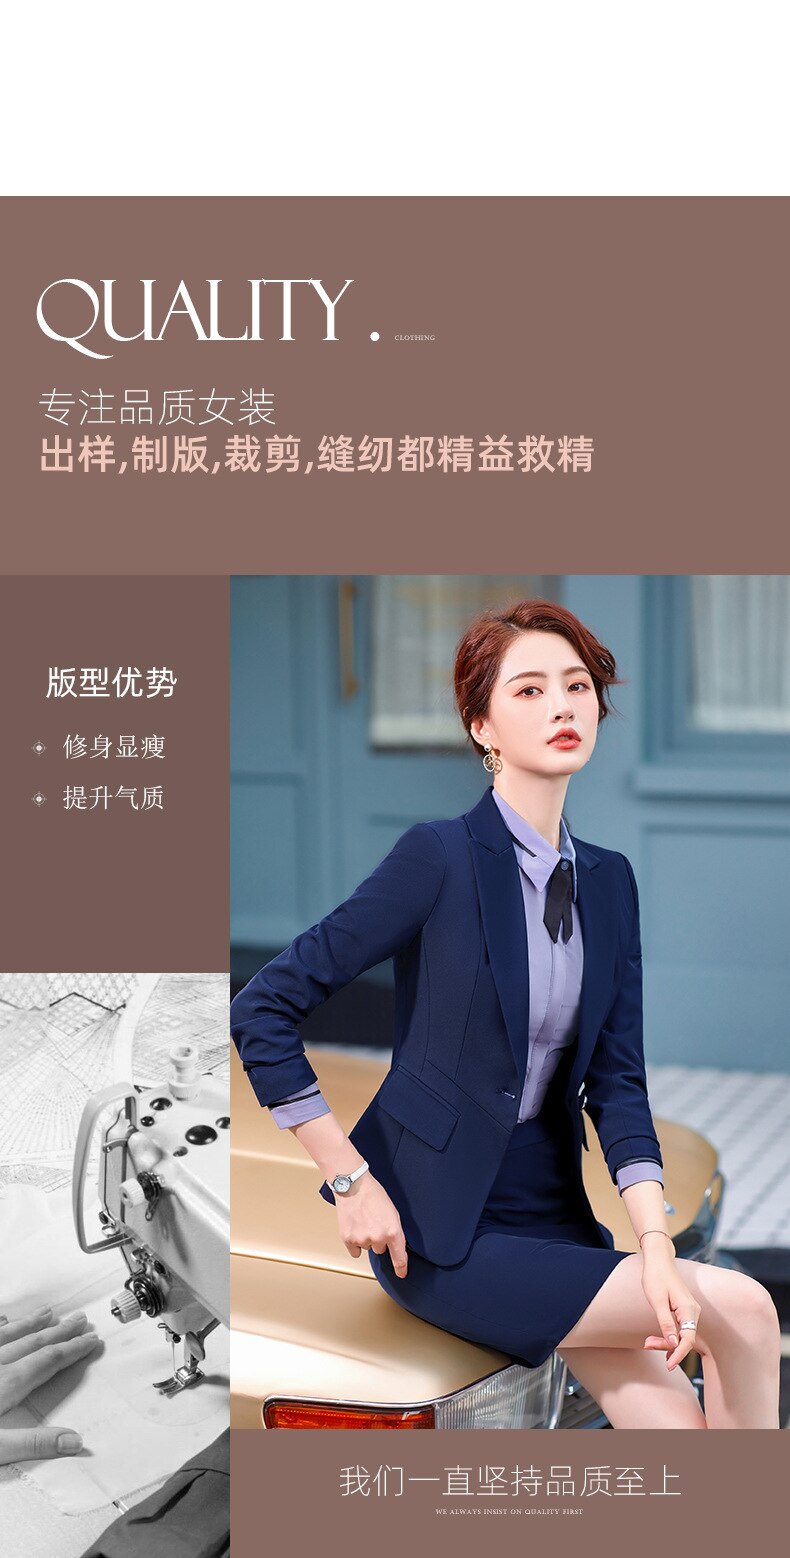 QUALITY .
CLOTHING
专注品质女装
出样,制版,裁剪,缝纫都精益救精
版型优势
修身显瘦
提升气质
我们一直坚持品质至上
WE ALWAYS INSIST ON QUALITY FIRST